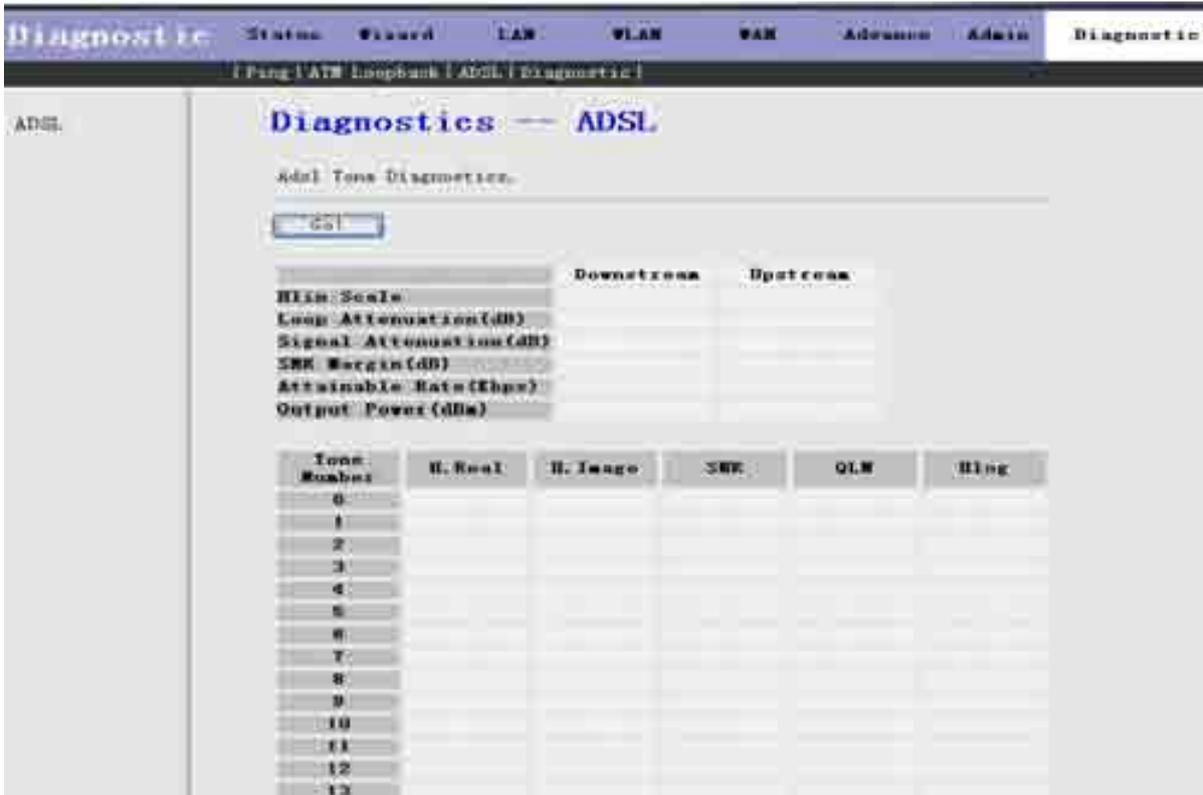 Diagnostic
Status Wizard LAN WLAN WAN Advance Admin Diagnostic
| Ping | ATM Loopback | ADSL | Diagnostic |
ADSL
Diagnostics -- ADSL
Adsl Tone Diagnostics.
Go!
Downstream Upstream
Hlin Scale
Loop Attenuation(dB)
Signal Attenuation(dB)
SNR Margin(dB)
Attainable Rate(Kbps)
Output Power(dBm)
Tone Number H.Real H.Image SNR QLN Hlog
0
1
2
3
4
5
6
7
8
9
10
11
12
13